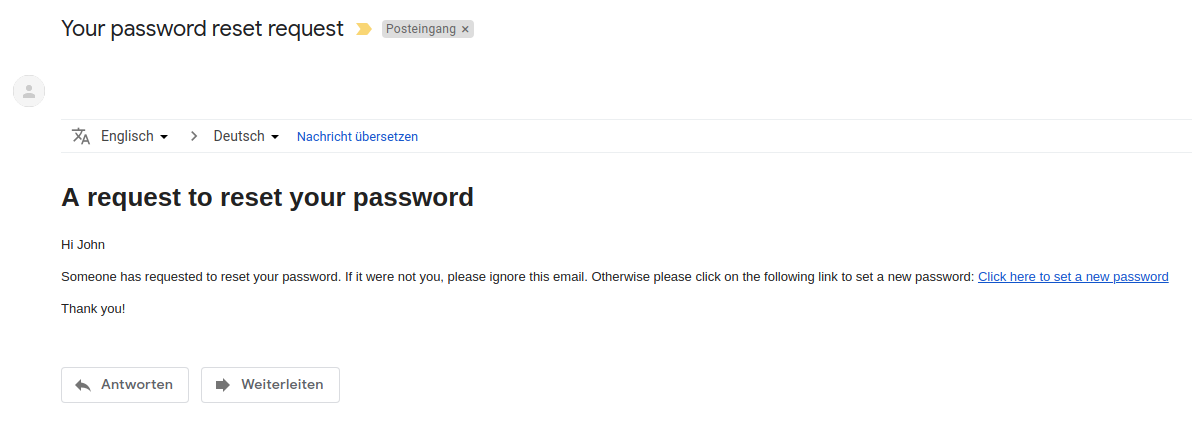 Your password reset request
Posteingang ×
Englisch
Deutsch
Nachricht übersetzen
A request to reset your password
Hi John
Someone has requested to reset your password. If it were not you, please ignore this email. Otherwise please click on the following link to set a new password: Click here to set a new password
Thank you!
Antworten
Weiterleiten